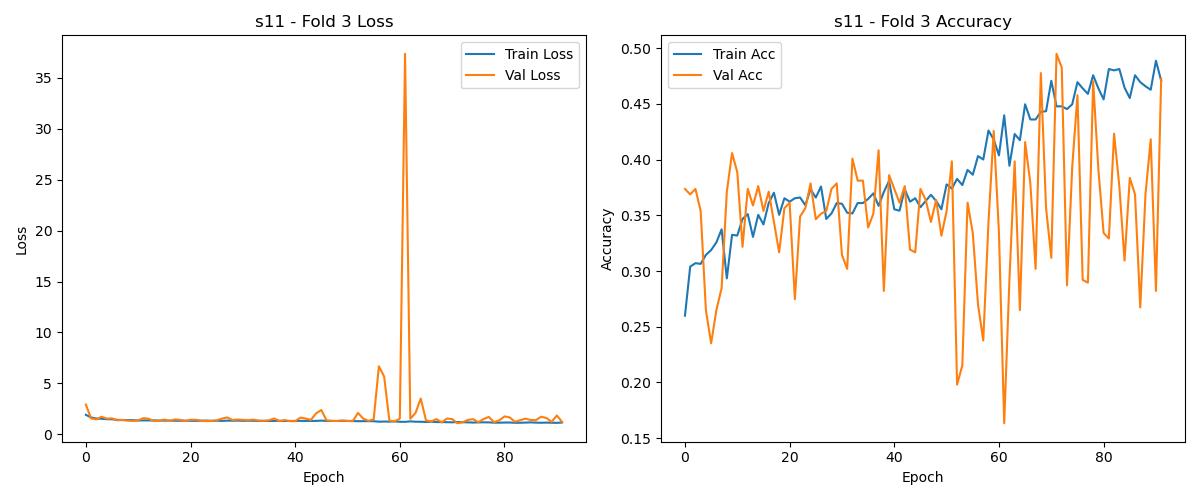 s11 - Fold 3 Loss
Train Loss
Val Loss
35
30
25
20
15
10
5
0
Loss
0 20 40 60 80
Epoch
s11 - Fold 3 Accuracy
Train Acc
Val Acc
0.50
0.45
0.40
0.35
0.30
0.25
0.20
0.15
Accuracy
0 20 40 60 80
Epoch